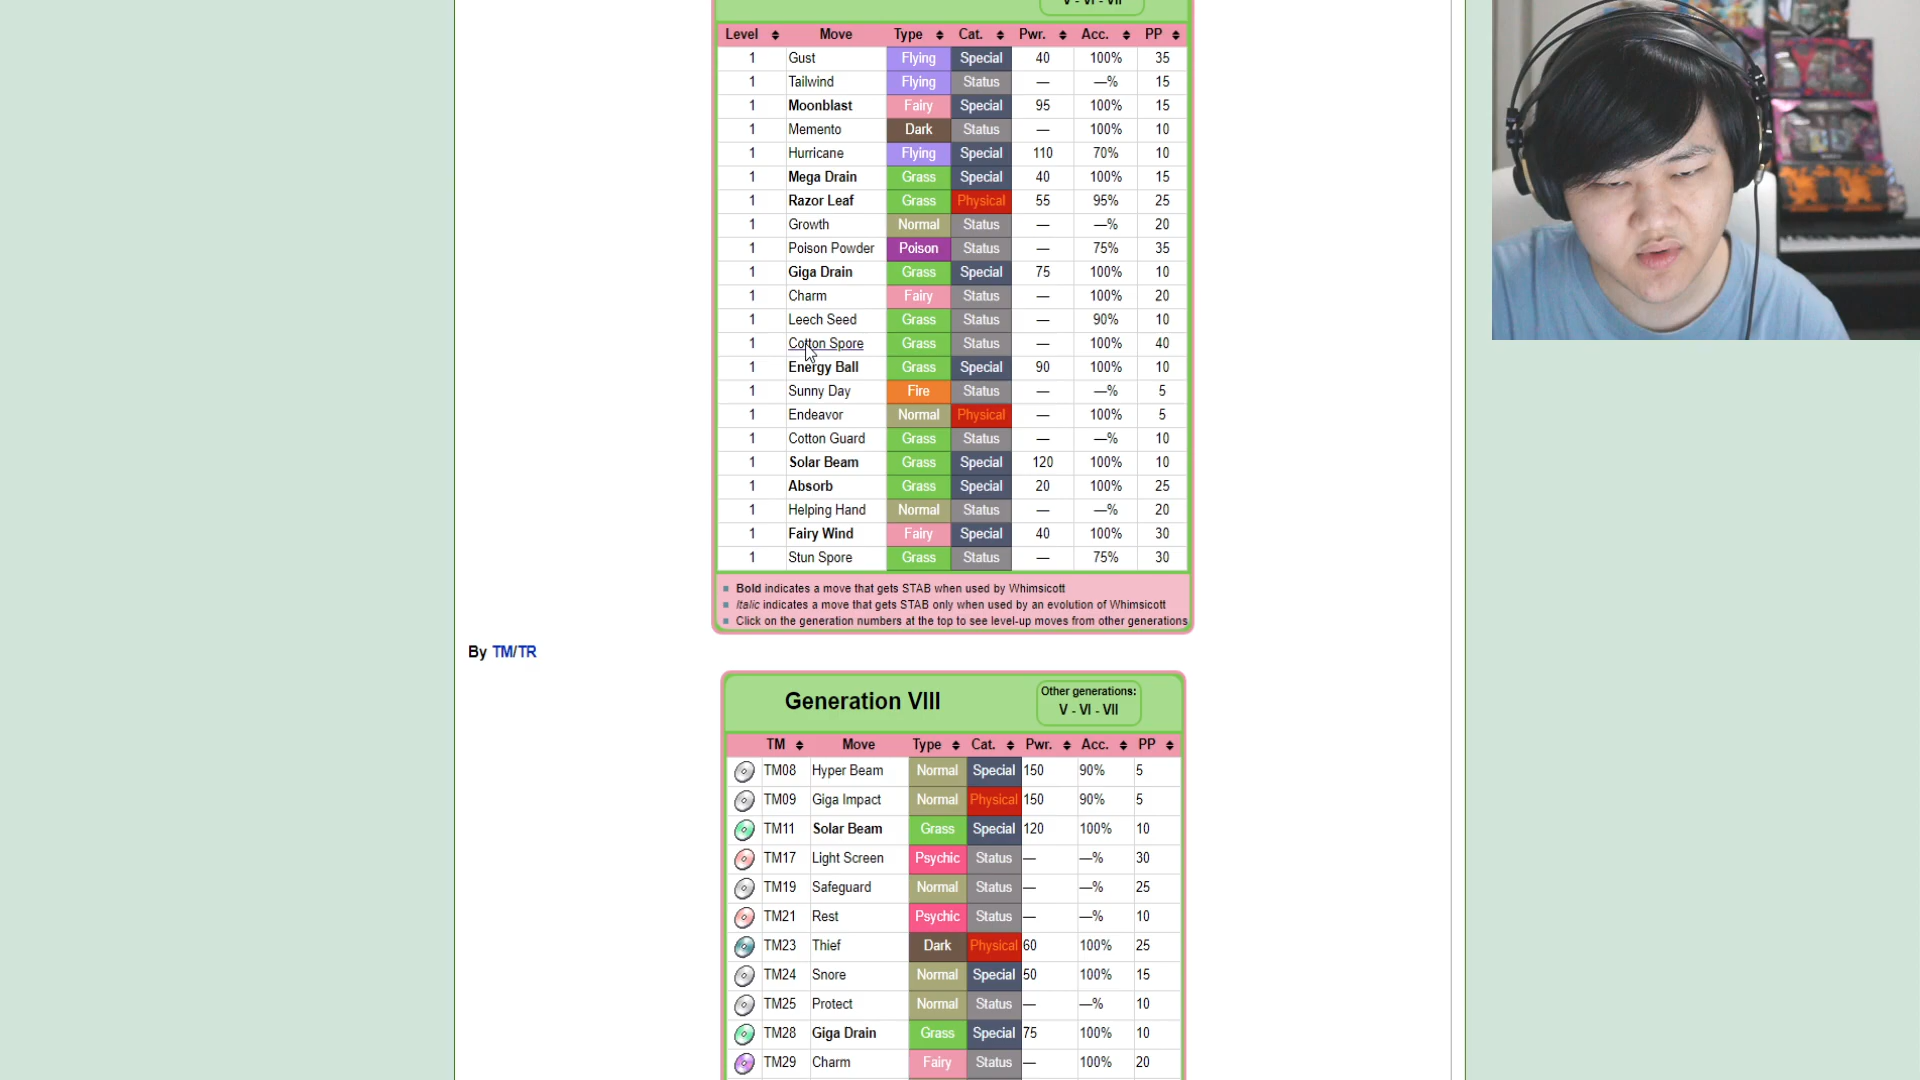 V - VI - VII
Level Move Type Cat. Pwr. Acc. PP
1 Gust Flying Special 40 100% 35
1 Tailwind Flying Status — —% 15
1 Moonblast Fairy Special 95 100% 15
1 Memento Dark Status — 100% 10
1 Hurricane Flying Special 110 70% 10
1 Mega Drain Grass Special 40 100% 15
1 Razor Leaf Grass Physical 55 95% 25
1 Growth Normal Status — —% 20
1 Poison Powder Poison Status — 75% 35
1 Giga Drain Grass Special 75 100% 10
1 Charm Fairy Status — 100% 20
1 Leech Seed Grass Status — 90% 10
1 Cotton Spore Grass Status — 100% 40
1 Energy Ball Grass Special 90 100% 10
1 Sunny Day Fire Status — —% 5
1 Endeavor Normal Physical — 100% 5
1 Cotton Guard Grass Status — —% 10
1 Solar Beam Grass Special 120 100% 10
1 Absorb Grass Special 20 100% 25
1 Helping Hand Normal Status — —% 20
1 Fairy Wind Fairy Special 40 100% 30
1 Stun Spore Grass Status — 75% 30
Bold indicates a move that gets STAB when used by Whimsicott
Italic indicates a move that gets STAB only when used by an evolution of Whimsicott
Click on the generation numbers at the top to see level-up moves from other generations
By TM/TR
Generation VIII
Other generations:
V - VI - VII
TM Move Type Cat. Pwr. Acc. PP
TM08 Hyper Beam Normal Special 150 90% 5
TM09 Giga Impact Normal Physical 150 90% 5
TM11 Solar Beam Grass Special 120 100% 10
TM17 Light Screen Psychic Status — —% 30
TM19 Safeguard Normal Status — —% 25
TM21 Rest Psychic Status — —% 10
TM23 Thief Dark Physical 60 100% 25
TM24 Snore Normal Special 50 100% 15
TM25 Protect Normal Status — —% 10
TM28 Giga Drain Grass Special 75 100% 10
TM29 Charm Fairy Status — 100% 20